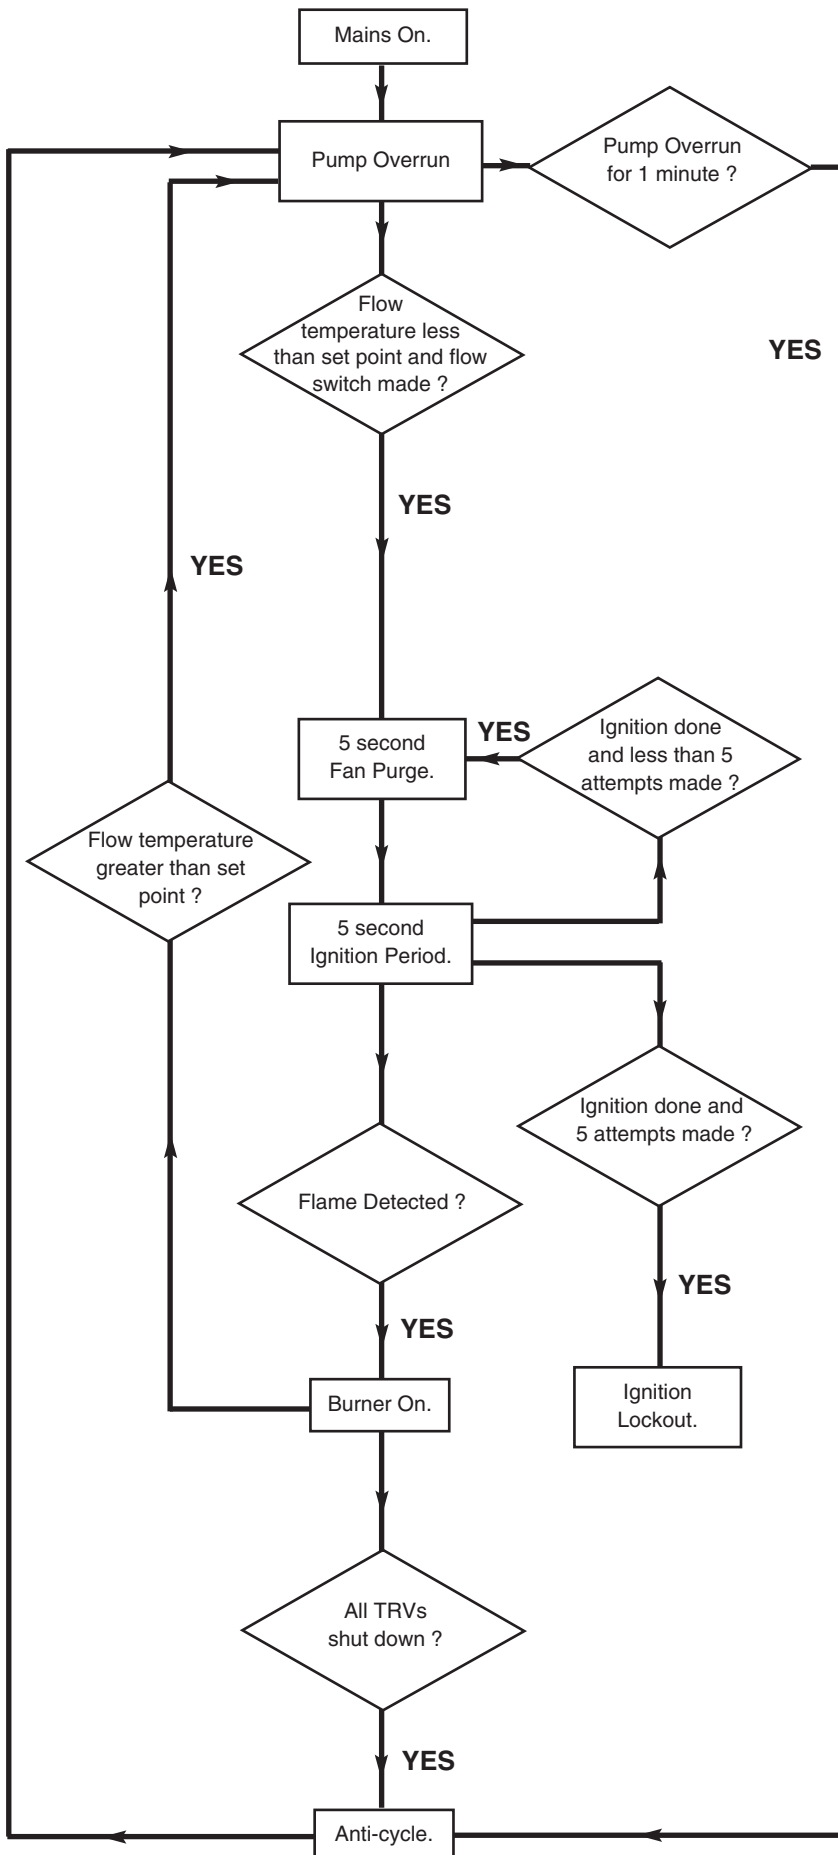 Mains On.
Pump Overrun
Pump Overrun
for 1 minute ?
Flow
temperature less
than set point and flow
switch made ?
YES
YES
YES
5 second
Fan Purge.
YES
Ignition done
and less than 5
attempts made ?
Flow temperature
greater than set
point ?
5 second
Ignition Period.
Ignition done and
5 attempts made ?
Flame Detected ?
YES
YES
Burner On.
Ignition
Lockout.
All TRVs
shut down ?
YES
Anti-cycle.